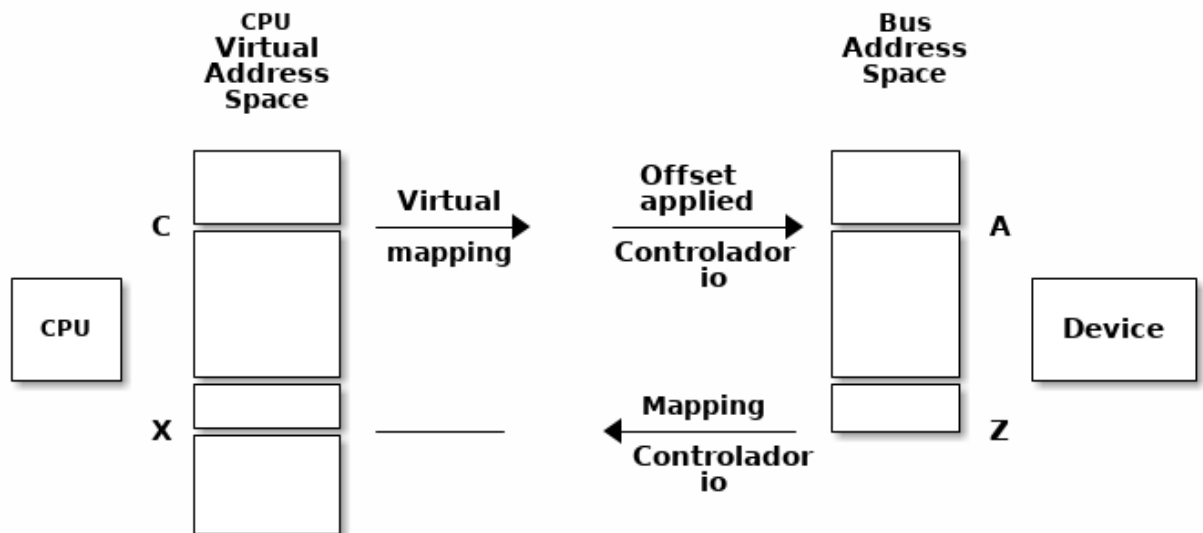 CPU
Virtual
Address
Space
Bus
Address
Space
C
Virtual
mapping
Offset
applied
Controlador
io
A
CPU
Device
X
Mapping
Controlador
io
Z